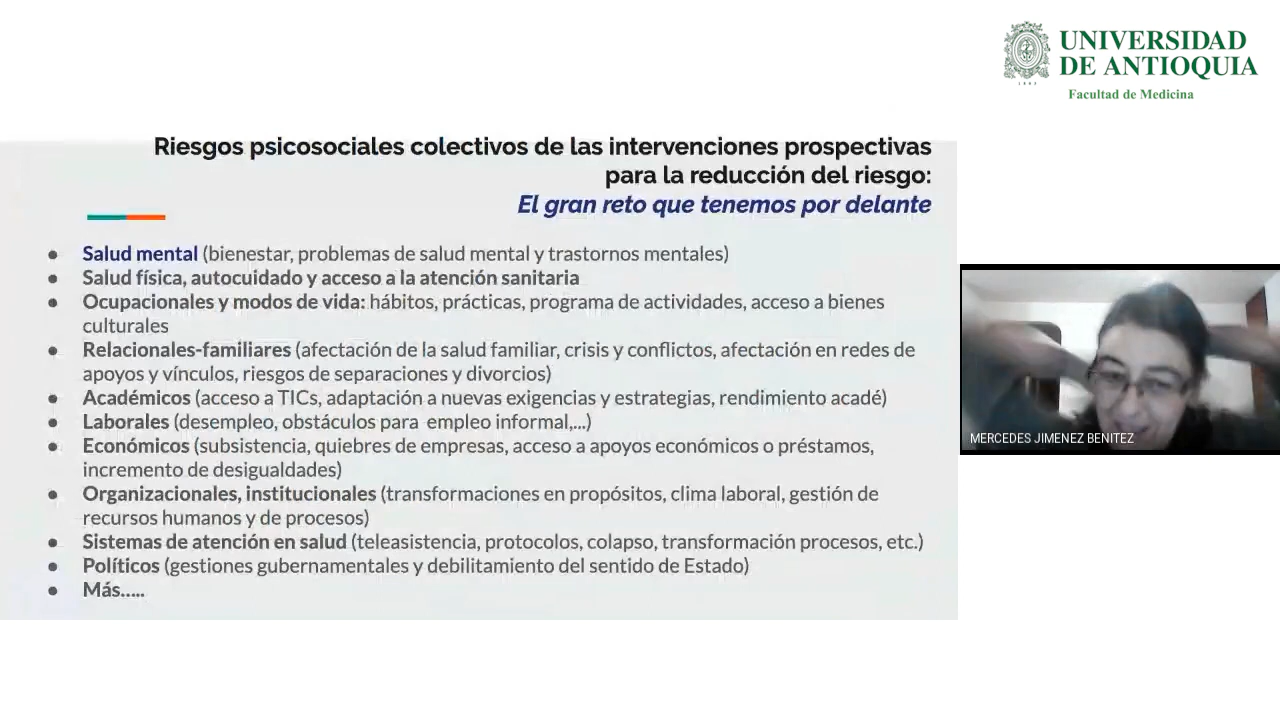 UNIVERSIDAD
DE ANTIOQUIA
1803
Facultad de Medicina
Riesgos psicosociales colectivos de las intervenciones prospectivas
para la reducción del riesgo:
El gran reto que tenemos por delante
● Salud mental (bienestar, problemas de salud mental y trastornos mentales)
● Salud física, autocuidado y acceso a la atención sanitaria
● Ocupacionales y modos de vida: hábitos, prácticas, programa de actividades, acceso a bienes
culturales
● Relacionales-familiares (afectación de la salud familiar, crisis y conflictos, afectación en redes de
apoyos y vínculos, riesgos de separaciones y divorcios)
● Académicos (acceso a TICs, adaptación a nuevas exigencias y estrategias, rendimiento acadé)
● Laborales (desempleo, obstáculos para empleo informal,...)
● Económicos (subsistencia, quiebres de empresas, acceso a apoyos económicos o préstamos,
incremento de desigualdades)
● Organizacionales, institucionales (transformaciones en propósitos, clima laboral, gestión de
recursos humanos y de procesos)
● Sistemas de atención en salud (teleasistencia, protocolos, colapso, transformación procesos, etc.)
● Políticos (gestiones gubernamentales y debilitamiento del sentido de Estado)
● Más.....
MERCEDES JIMENEZ BENITEZ